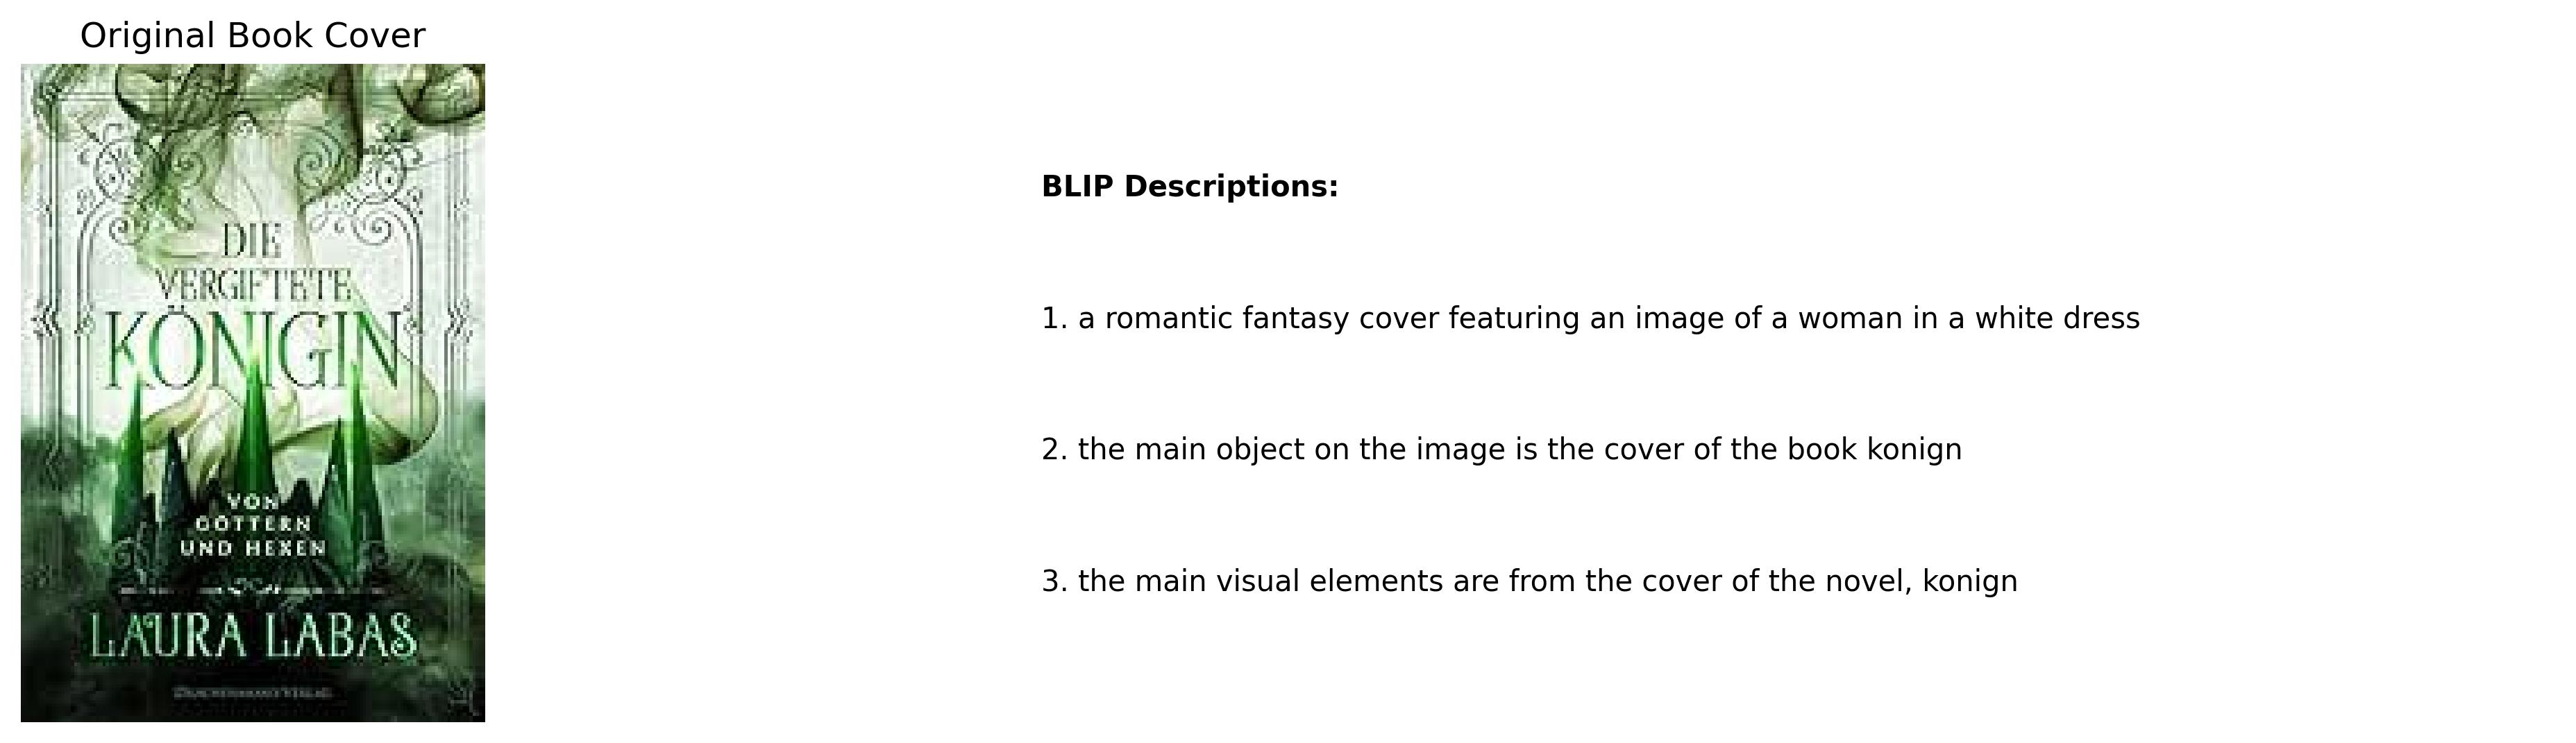 Original Book Cover
DIE
VERGIFTETE
KÖNIGIN
VON
GÖTTERN
UND HEXEN
LAURA LABAS
BLIP Descriptions:
1. a romantic fantasy cover featuring an image of a woman in a white dress
2. the main object on the image is the cover of the book konign
3. the main visual elements are from the cover of the novel, konign